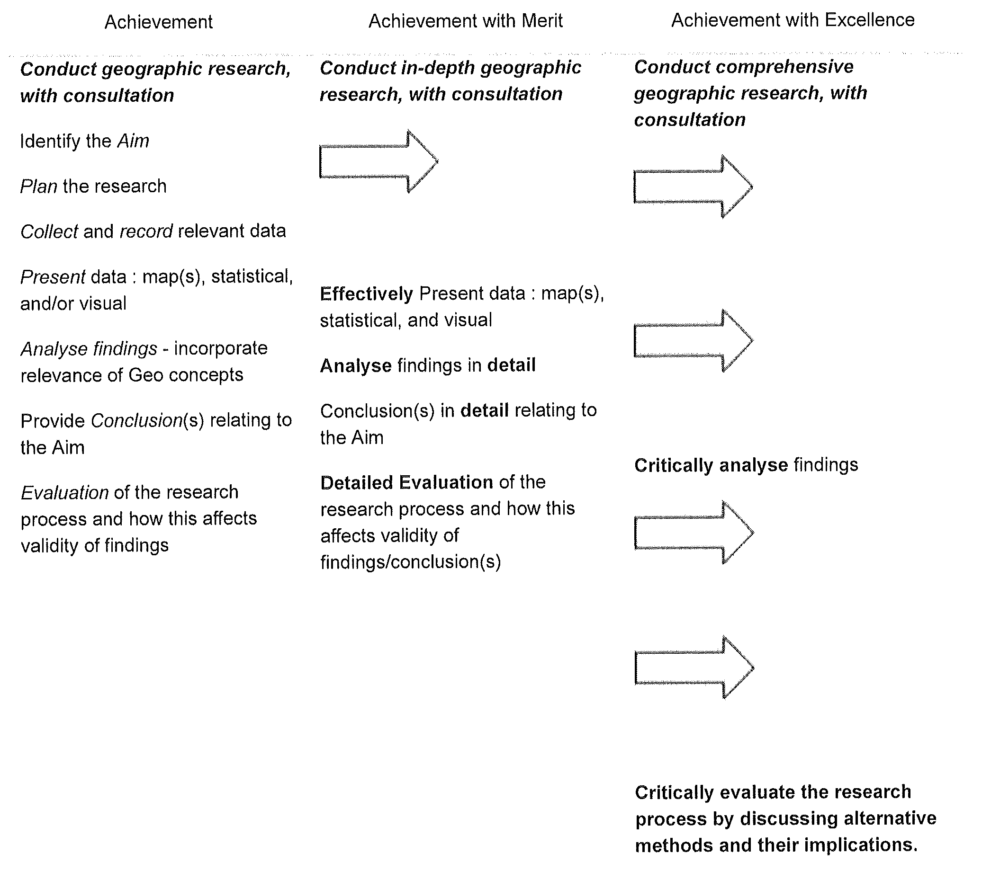 Achievement
Achievement with Merit
Achievement with Excellence
Conduct geographic research,
with consultation
Identify the Aim
Plan the research
Collect and record relevant data
Present data : map(s), statistical,
and/or visual
Analyse findings - incorporate
relevance of Geo concepts
Provide Conclusion(s) relating to
the Aim
Evaluation of the research
process and how this affects
validity of findings
Conduct in-depth geographic
research, with consultation
Effectively Present data : map(s),
statistical, and visual
Analyse findings in detail
Conclusion(s) in detail relating to
the Aim
Detailed Evaluation of the
research process and how this
affects validity of
findings/conclusion(s)
Conduct comprehensive
geographic research, with
consultation
Critically analyse findings
Critically evaluate the research
process by discussing alternative
methods and their implications.